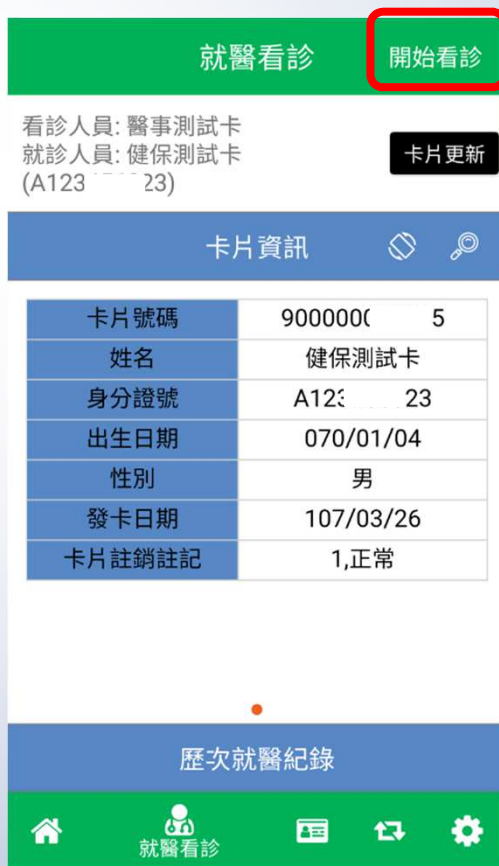 就醫看診 開始看診
看診人員: 醫事測試卡
就診人員: 健保測試卡
(A123 23)
卡片更新
卡片資訊
卡片號碼 9000000 5
姓名 健保測試卡
身分證號 A123 23
出生日期 070/01/04
性別 男
發卡日期 107/03/26
卡片註銷註記 1,正常
歷次就醫紀錄
就醫看診